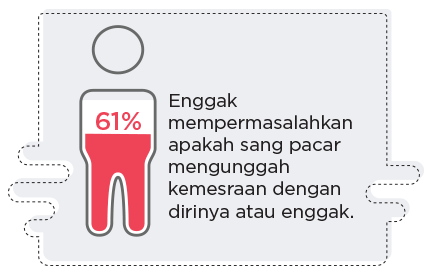 61%
Enggak
mempermasalahkan
apakah sang pacar
mengunggah
kemesraan dengan
dirinya atau enggak.